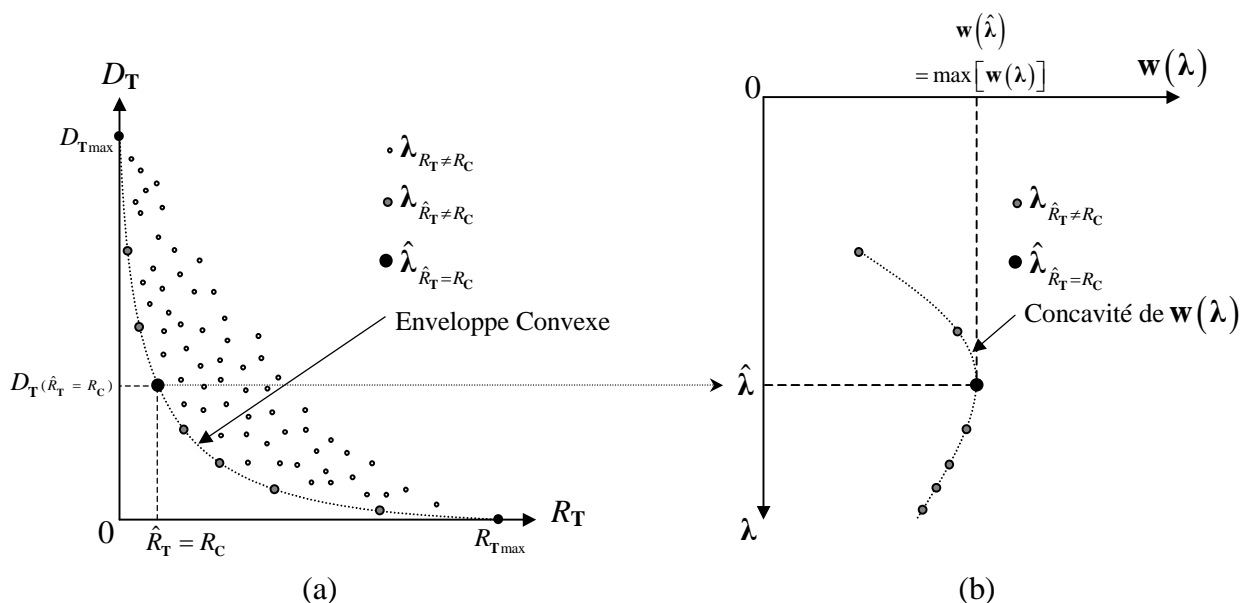 D_T
D_Tmax
λ_{R_T ≠ R_C}
λ_{R̂_T ≠ R_C}
λ̂_{R̂_T = R_C}
Enveloppe Convexe
D_{T (R̂_T = R_C)}
0
R̂_T = R_C
R_Tmax
R_T
(a)
w(λ̂)
= max[w(λ)]
w(λ)
0
λ_{R̂_T ≠ R_C}
λ̂_{R̂_T = R_C}
Concavité de w(λ)
λ̂
λ
(b)